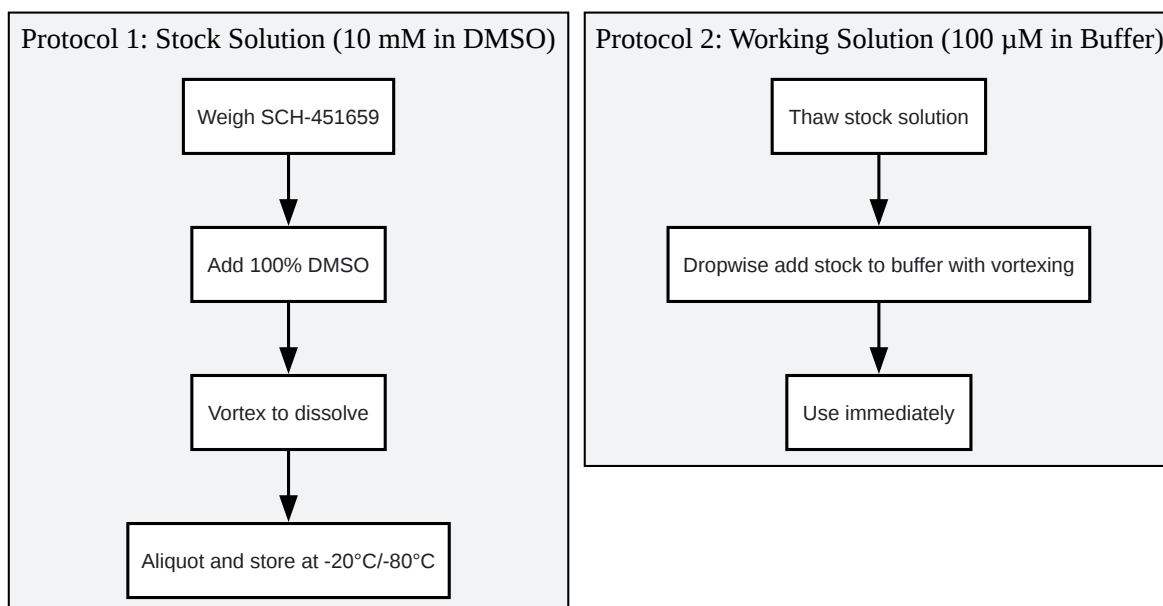 Protocol 1: Stock Solution (10 mM in DMSO)
Weigh SCH-451659
Add 100% DMSO
Vortex to dissolve
Aliquot and store at -20°C/-80°C
Protocol 2: Working Solution (100 µM in Buffer)
Thaw stock solution
Dropwise add stock to buffer with vortexing
Use immediately